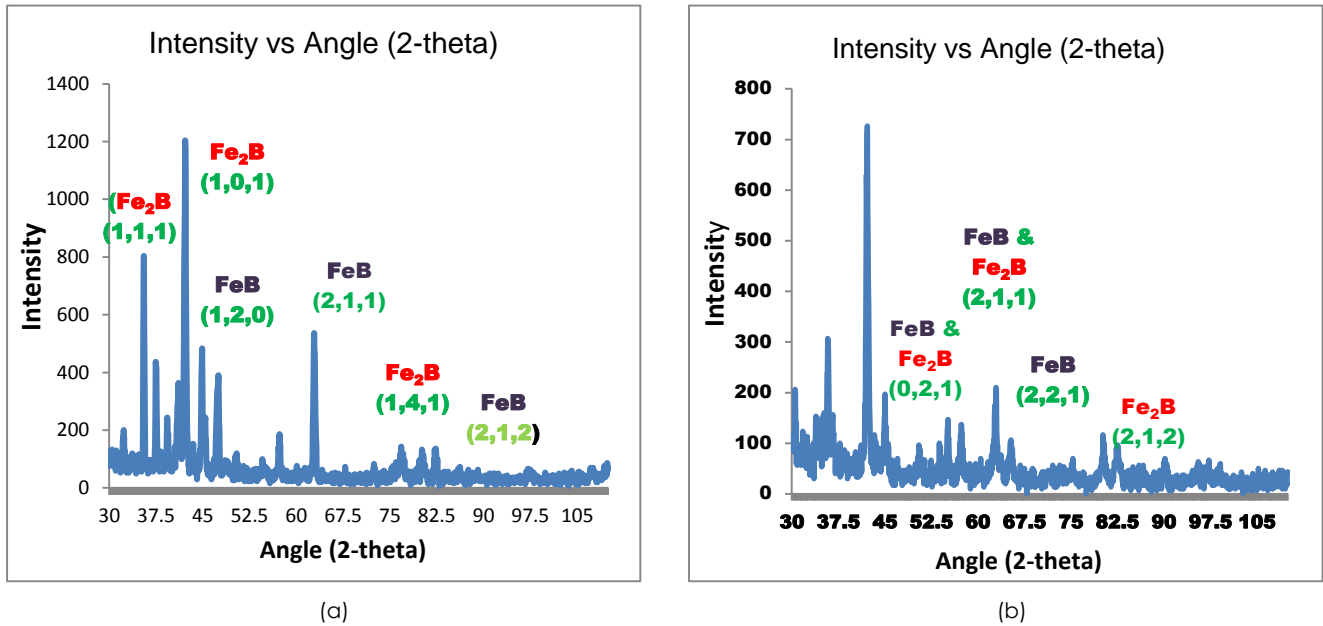 Intensity vs Angle (2-theta)
1400
1200
1000
800
600
400
200
0
Intensity
(Fe₂B
(1,1,1)
Fe₂B
(1,0,1)
FeB
(1,2,0)
FeB
(2,1,1)
Fe₂B
(1,4,1)
FeB
(2,1,2)
30 37.5 45 52.5 60 67.5 75 82.5 90 97.5 105
Angle (2-theta)
(a)
Intensity vs Angle (2-theta)
800
700
600
500
400
300
200
100
0
Intensity
FeB &
Fe₂B
(0,2,1)
FeB &
Fe₂B
(2,1,1)
FeB
(2,2,1)
Fe₂B
(2,1,2)
30 37.5 45 52.5 60 67.5 75 82.5 90 97.5 105
Angle (2-theta)
(b)